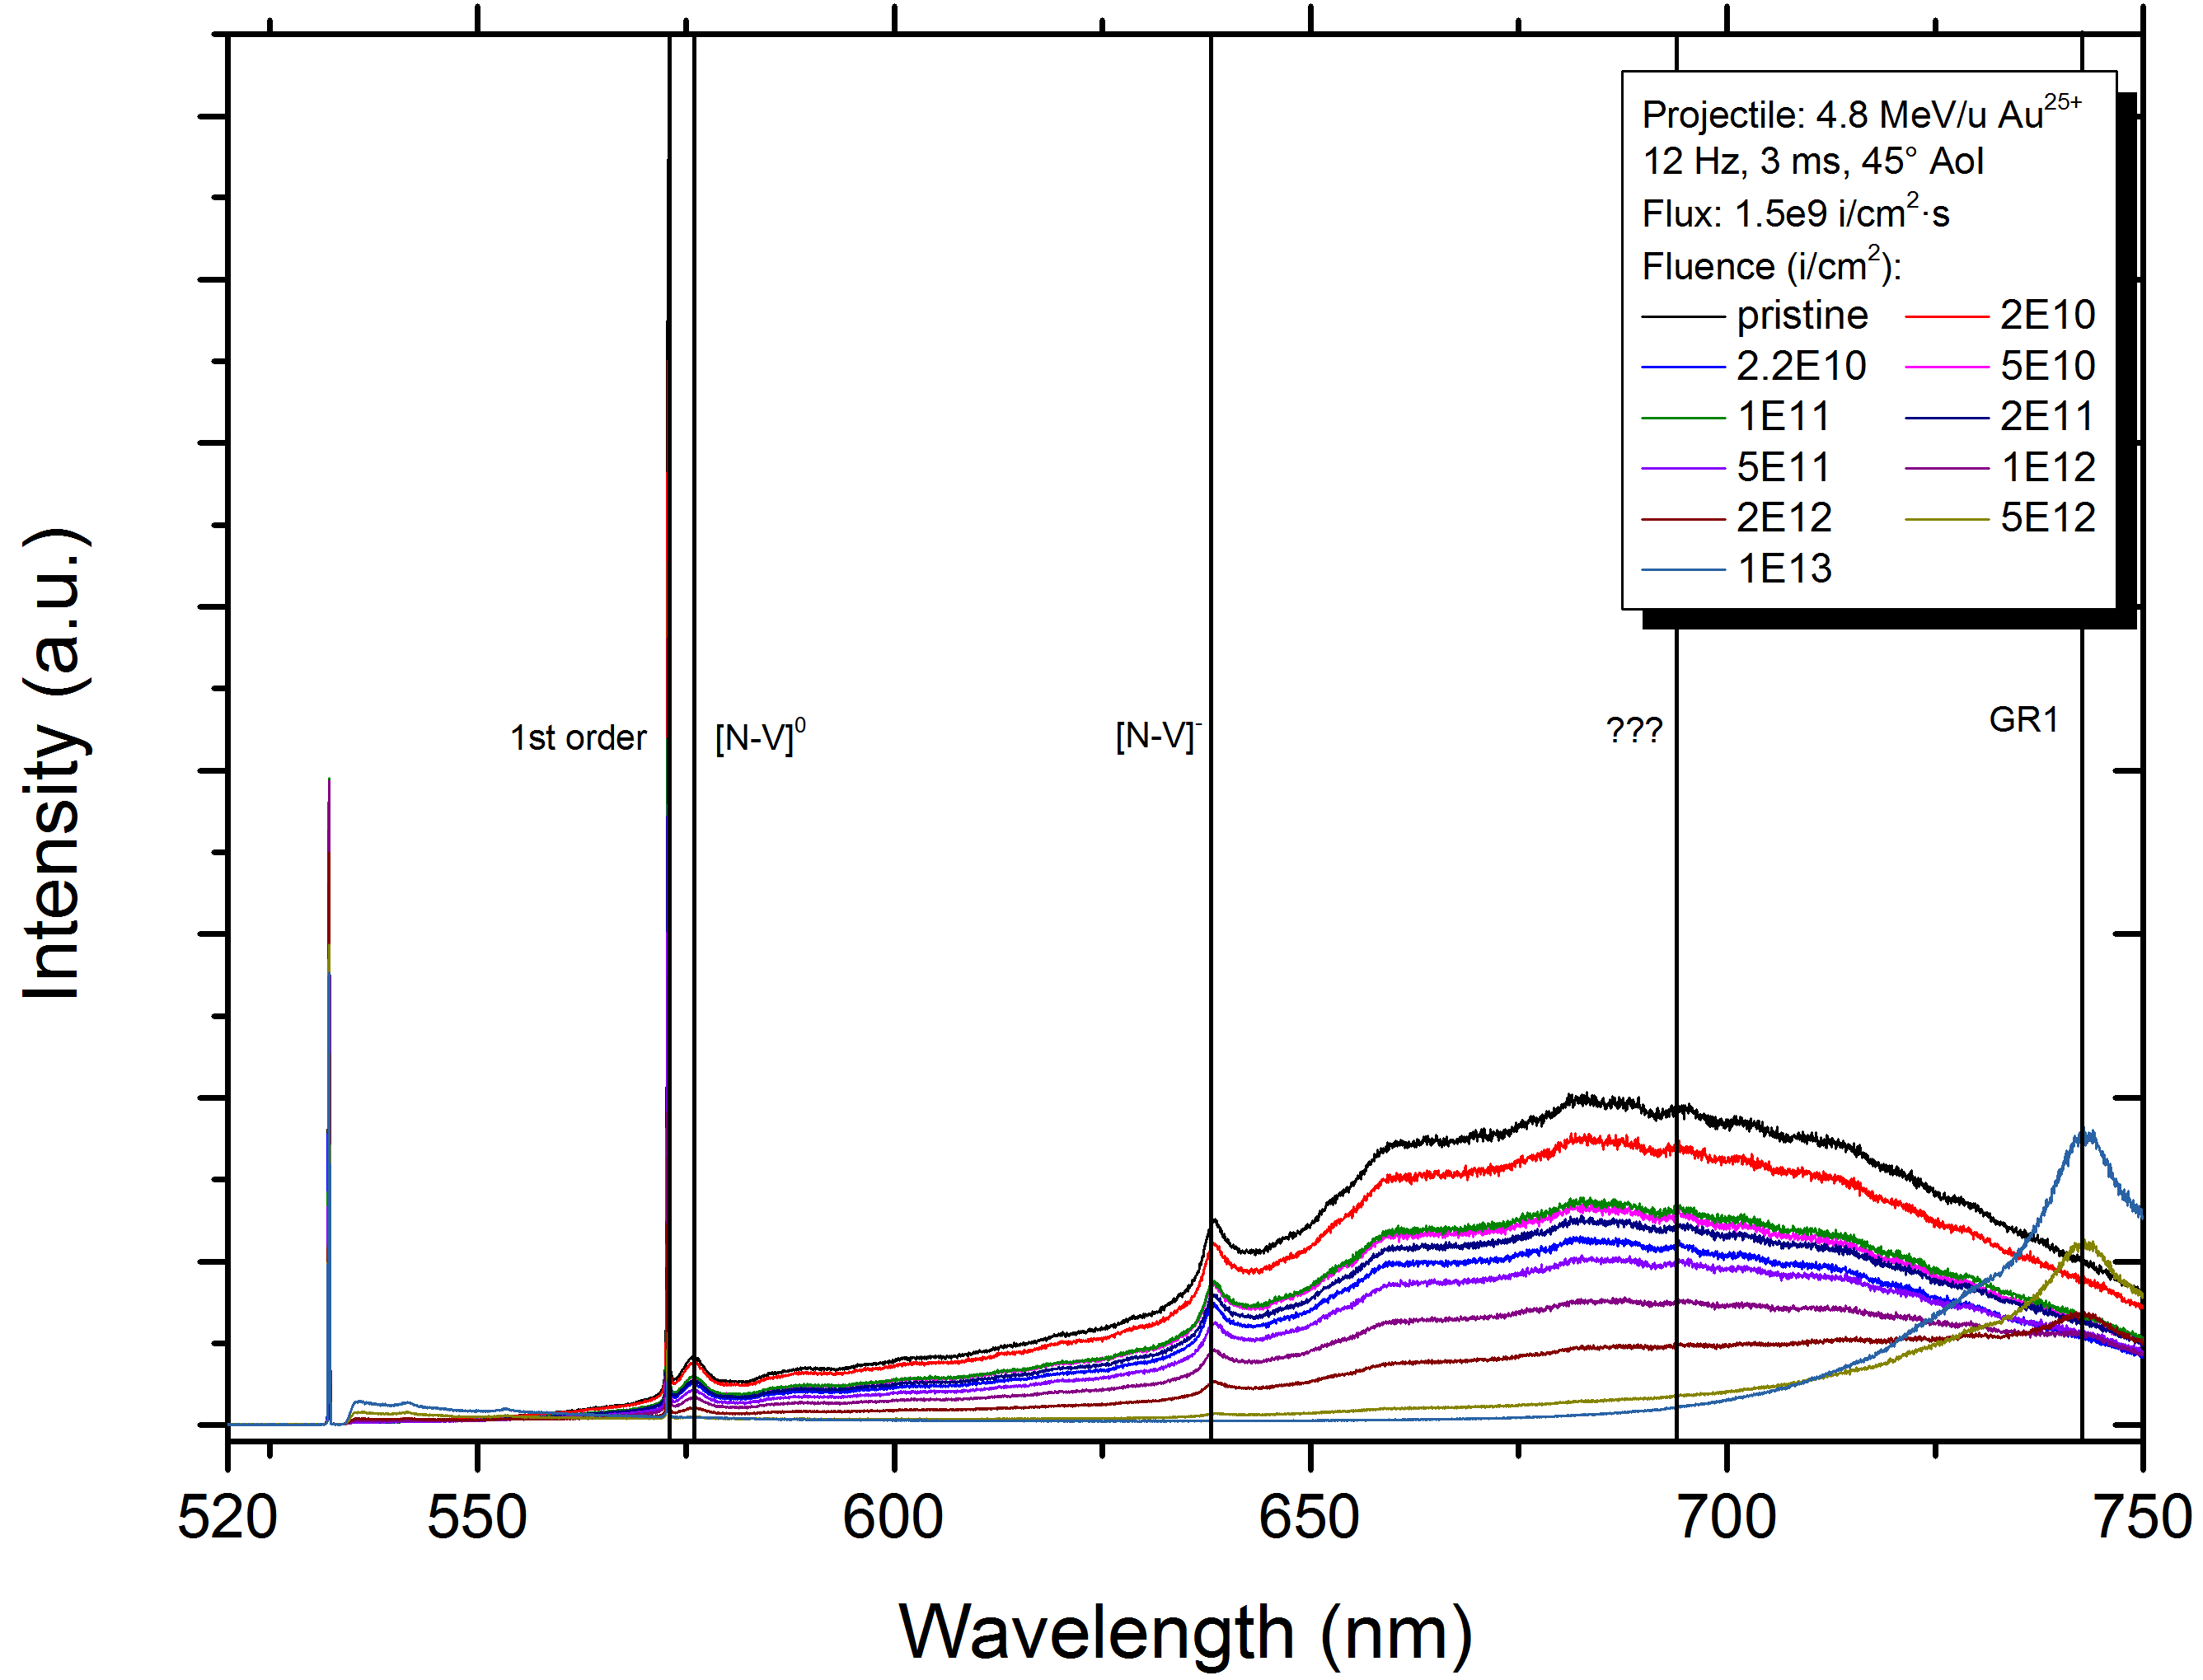 Projectile: 4.8 MeV/u Au²⁵⁺
12 Hz, 3 ms, 45° AoI
Flux: 1.5e9 i/cm²·s
Fluence (i/cm²):
pristine 2E10
2.2E10 5E10
1E11 2E11
5E11 1E12
2E12 5E12
1E13
1st order [N-V]⁰ [N-V]⁻ ??? GR1
Intensity (a.u.)
520 550 600 650 700 750
Wavelength (nm)